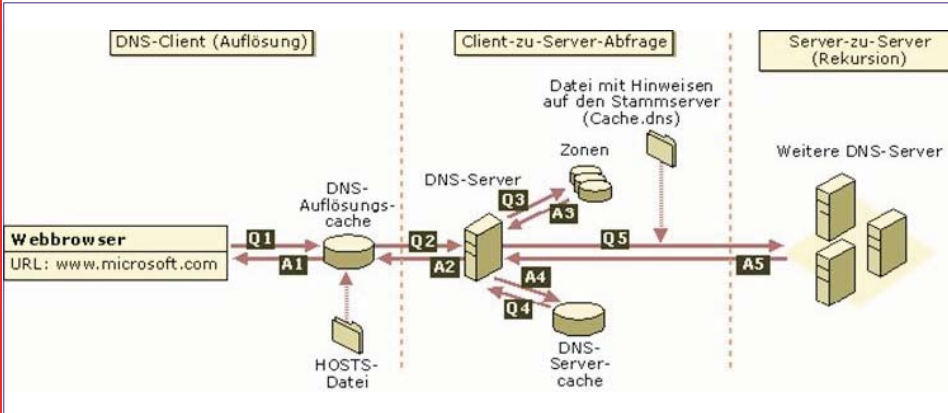 DNS-Client (Auflösung)
Client-zu-Server-Abfrage
Server-zu-Server
(Rekursion)
Datei mit Hinweisen
auf den Stammserver
(Cache.dns)
Zonen
Weitere DNS-Server
DNS-Server
DNS-
Auflösungs-
cache
Q3
A3
Webbrowser
URL: www.microsoft.com
Q1
A1
Q2
A2
Q5
A5
A4
Q4
HOSTS-
Datei
DNS-
Server-
cache